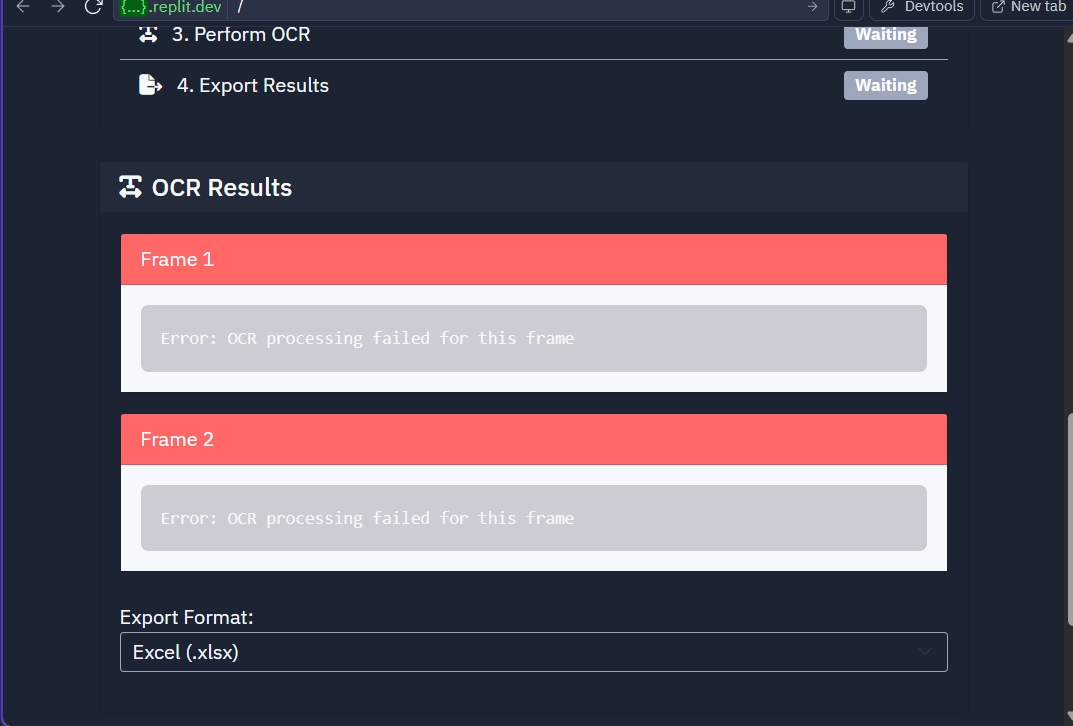 {...}.replit.dev /
Devtools
New tab
3. Perform OCR
Waiting
4. Export Results
Waiting
OCR Results
Frame 1
Error: OCR processing failed for this frame
Frame 2
Error: OCR processing failed for this frame
Export Format:
Excel (.xlsx)